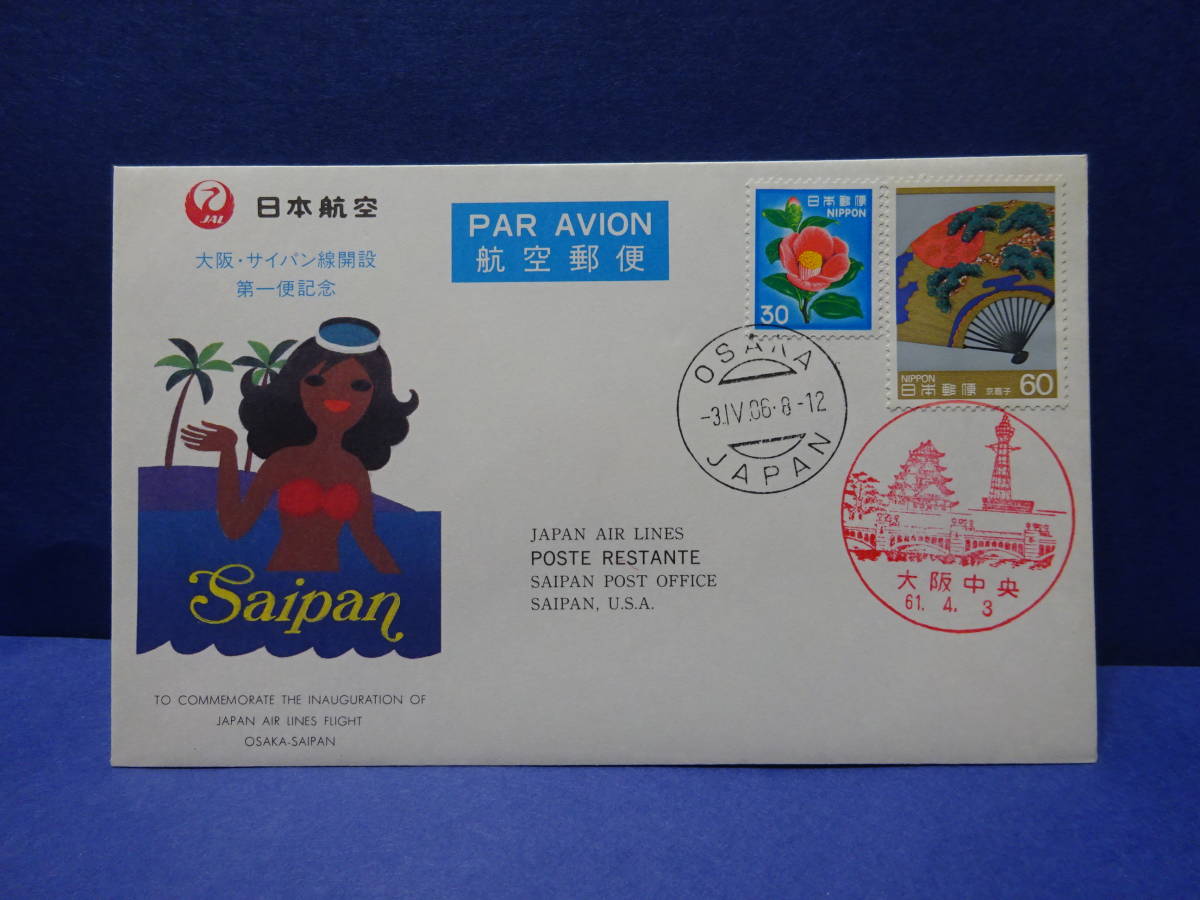 JAL
日本航空
大阪・サイパン線開設
第一便記念
PAR AVION
航空郵便
日本郵便
NIPPON
30
NIPPON
日本郵便 京扇子 60
OSAKA
-3.IV.86.8-12
JAPAN
大阪中央
61. 4. 3
JAPAN AIR LINES
POSTE RESTANTE
SAIPAN POST OFFICE
SAIPAN, U.S.A.
Saipan
TO COMMEMORATE THE INAUGURATION OF
JAPAN AIR LINES FLIGHT
OSAKA-SAIPAN